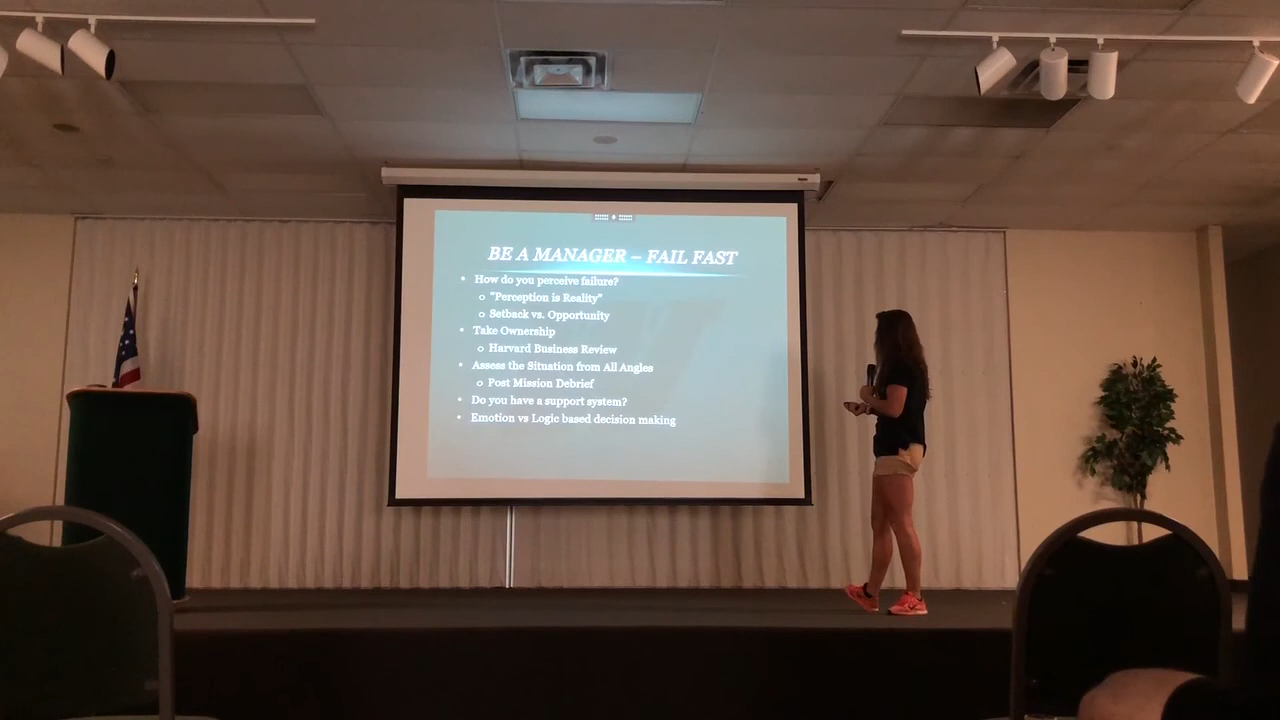 BE A MANAGER – FAIL FAST
• How do you perceive failure?
o "Perception is Reality"
o Setback vs. Opportunity
• Take Ownership
o Harvard Business Review
• Assess the Situation from All Angles
o Post Mission Debrief
• Do you have a support system?
• Emotion vs Logic based decision making